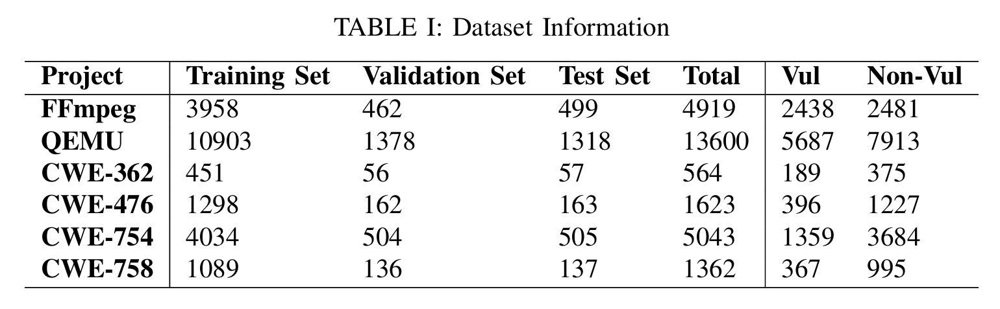 TABLE I: Dataset Information
Project Training Set Validation Set Test Set Total Vul Non-Vul
FFmpeg 3958 462 499 4919 2438 2481
QEMU 10903 1378 1318 13600 5687 7913
CWE-362 451 56 57 564 189 375
CWE-476 1298 162 163 1623 396 1227
CWE-754 4034 504 505 5043 1359 3684
CWE-758 1089 136 137 1362 367 995